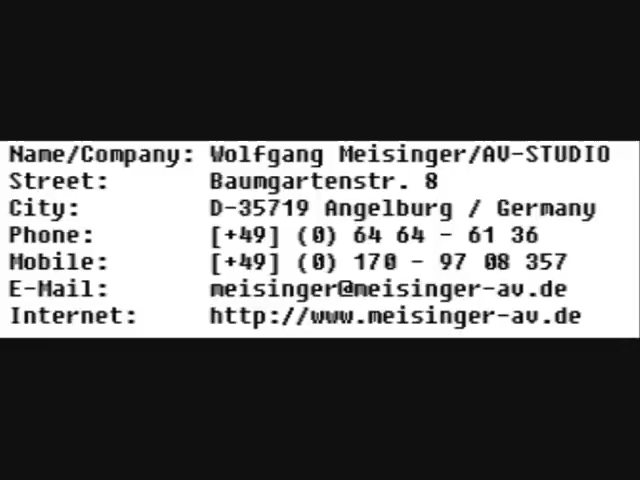 Name/Company: Wolfgang Meisinger/AV-STUDIO
Street: Baumgartenstr. 8
City: D-35719 Angelburg / Germany
Phone: [+49] (0) 64 64 - 61 36
Mobile: [+49] (0) 170 - 97 08 357
E-Mail: meisinger@meisinger-av.de
Internet: http://www.meisinger-av.de